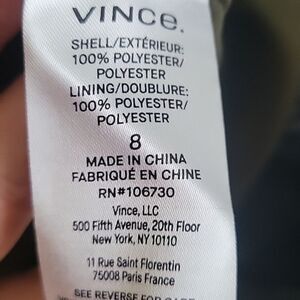 VINCE.
SHELL/EXTÉRIEUR:
100% POLYESTER/
POLYESTER
LINING/DOUBLURE:
100% POLYESTER/
POLYESTER
8
MADE IN CHINA
FABRIQUÉ EN CHINE
RN#106730
Vince, LLC
500 Fifth Avenue, 20th Floor
New York, NY 10110
11 Rue Saint Florentin
75008 Paris France
SEE REVERSE FOR CARE